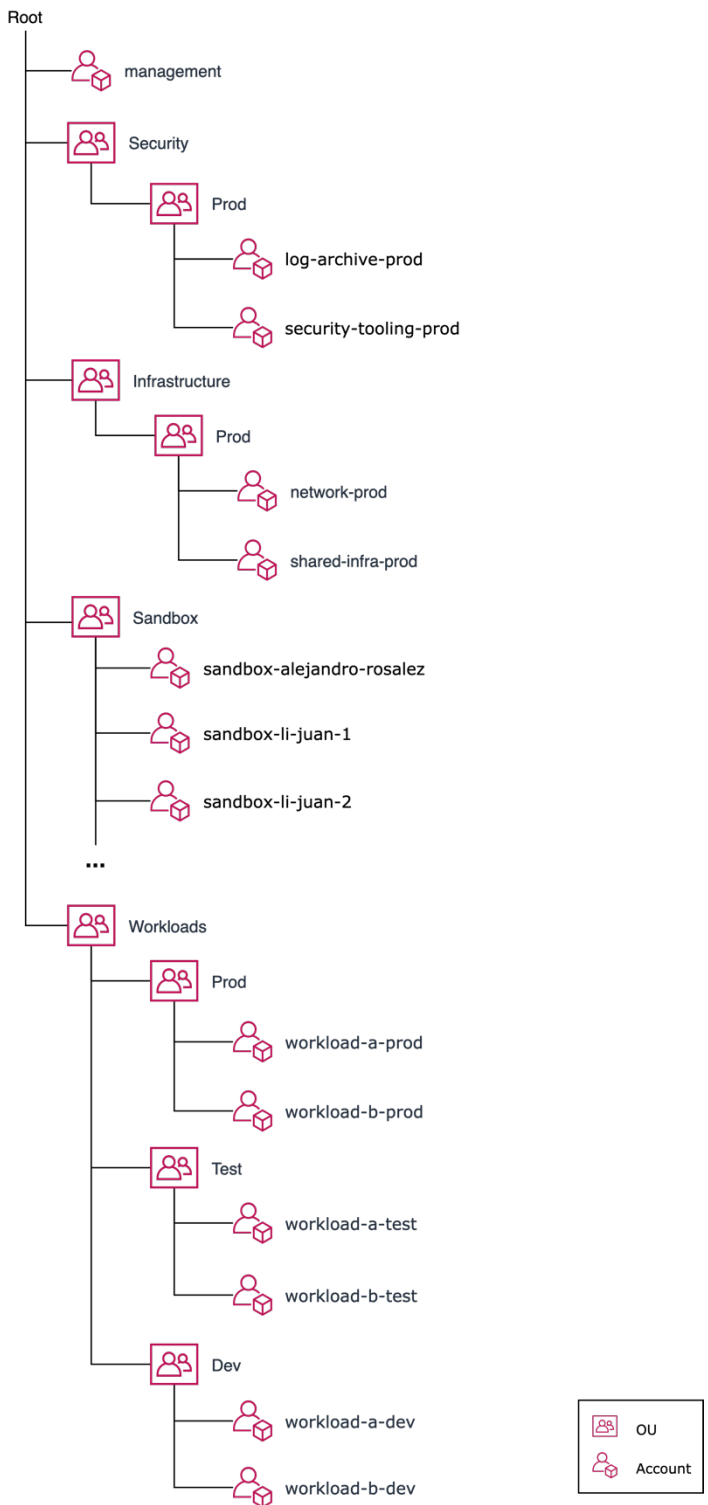 Root
management
Security
Prod
log-archive-prod
security-tooling-prod
Infrastructure
Prod
network-prod
shared-infra-prod
Sandbox
sandbox-alejandro-rosalez
sandbox-li-juan-1
sandbox-li-juan-2
...
Workloads
Prod
workload-a-prod
workload-b-prod
Test
workload-a-test
workload-b-test
Dev
workload-a-dev
workload-b-dev
OU
Account